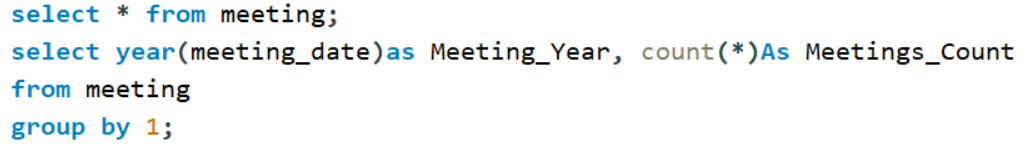 select * from meeting;
select year(meeting_date)as Meeting_Year, count(*)As Meetings_Count
from meeting
group by 1;